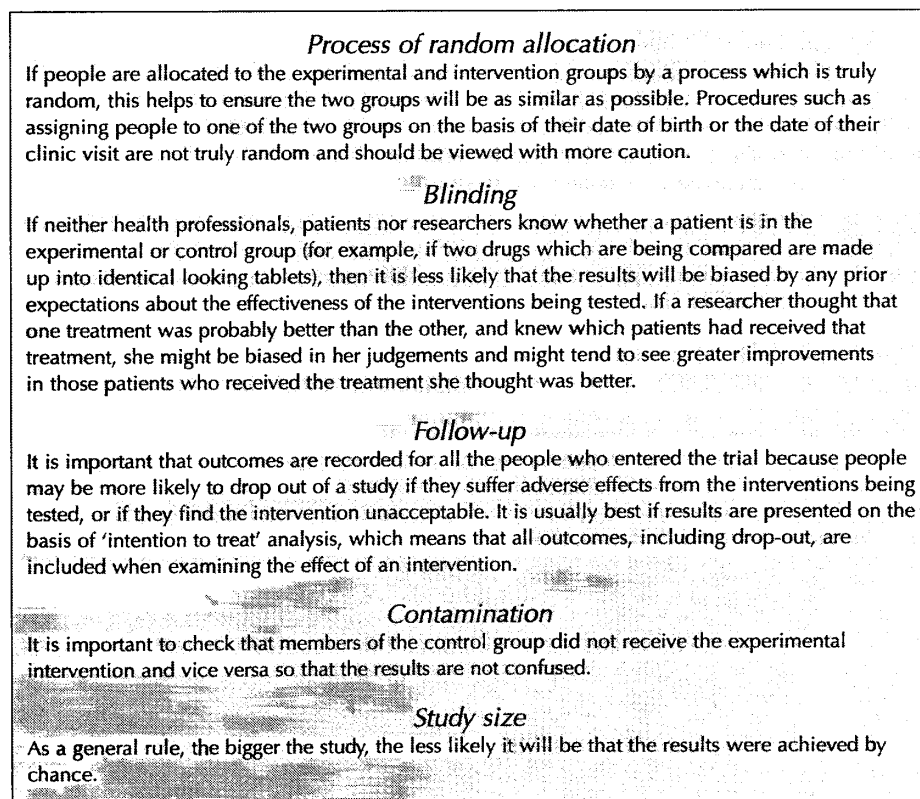 Process of random allocation
If people are allocated to the experimental and intervention groups by a process which is truly
random, this helps to ensure the two groups will be as similar as possible. Procedures such as
assigning people to one of the two groups on the basis of their date of birth or the date of their
clinic visit are not truly random and should be viewed with more caution.
Blinding
If neither health professionals, patients nor researchers know whether a patient is in the
experimental or control group (for example, if two drugs which are being compared are made
up into identical looking tablets), then it is less likely that the results will be biased by any prior
expectations about the effectiveness of the interventions being tested. If a researcher thought that
one treatment was probably better than the other, and knew which patients had received that
treatment, she might be biased in her judgements and might tend to see greater improvements
in those patients who received the treatment she thought was better.
Follow-up
It is important that outcomes are recorded for all the people who entered the trial because people
may be more likely to drop out of a study if they suffer adverse effects from the interventions being
tested, or if they find the intervention unacceptable. It is usually best if results are presented on the
basis of 'intention to treat' analysis, which means that all outcomes, including drop-out, are
included when examining the effect of an intervention.
Contamination
It is important to check that members of the control group did not receive the experimental
intervention and vice versa so that the results are not confused.
Study size
As a general rule, the bigger the study, the less likely it will be that the results were achieved by
chance.